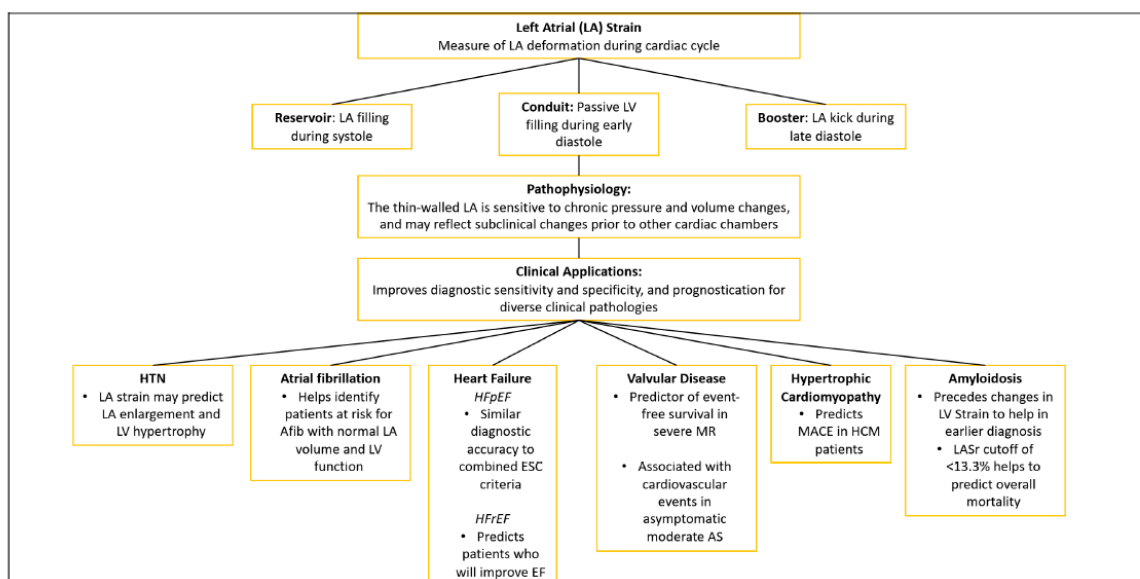 Left Atrial (LA) Strain
Measure of LA deformation during cardiac cycle
Reservoir: LA filling
during systole
Conduit: Passive LV
filling during early
diastole
Booster: LA kick during
late diastole
Pathophysiology:
The thin-walled LA is sensitive to chronic pressure and volume changes,
and may reflect subclinical changes prior to other cardiac chambers
Clinical Applications:
Improves diagnostic sensitivity and specificity, and prognostication for
diverse clinical pathologies
HTN
• LA strain may predict
LA enlargement and
LV hypertrophy
Atrial fibrillation
• Helps identify
patients at risk for
Afib with normal LA
volume and LV
function
Heart Failure
HFpEF
• Similar
diagnostic
accuracy to
combined ESC
criteria
HFrEF
• Predicts
patients who
will improve EF
Valvular Disease
• Predictor of event-
free survival in
severe MR
• Associated with
cardiovascular
events in
asymptomatic
moderate AS
Hypertrophic
Cardiomyopathy
• Predicts
MACE in HCM
patients
Amyloidosis
• Precedes changes in
LV Strain to help in
earlier diagnosis
• LASr cutoff of
<13.3% helps to
predict overall
mortality